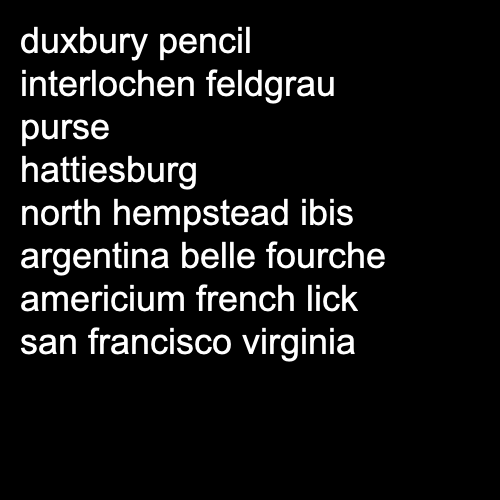 duxbury pencil
interlochen feldgrau
purse
hattiesburg
north hempstead ibis
argentina belle fourche
americium french lick
san francisco virginia